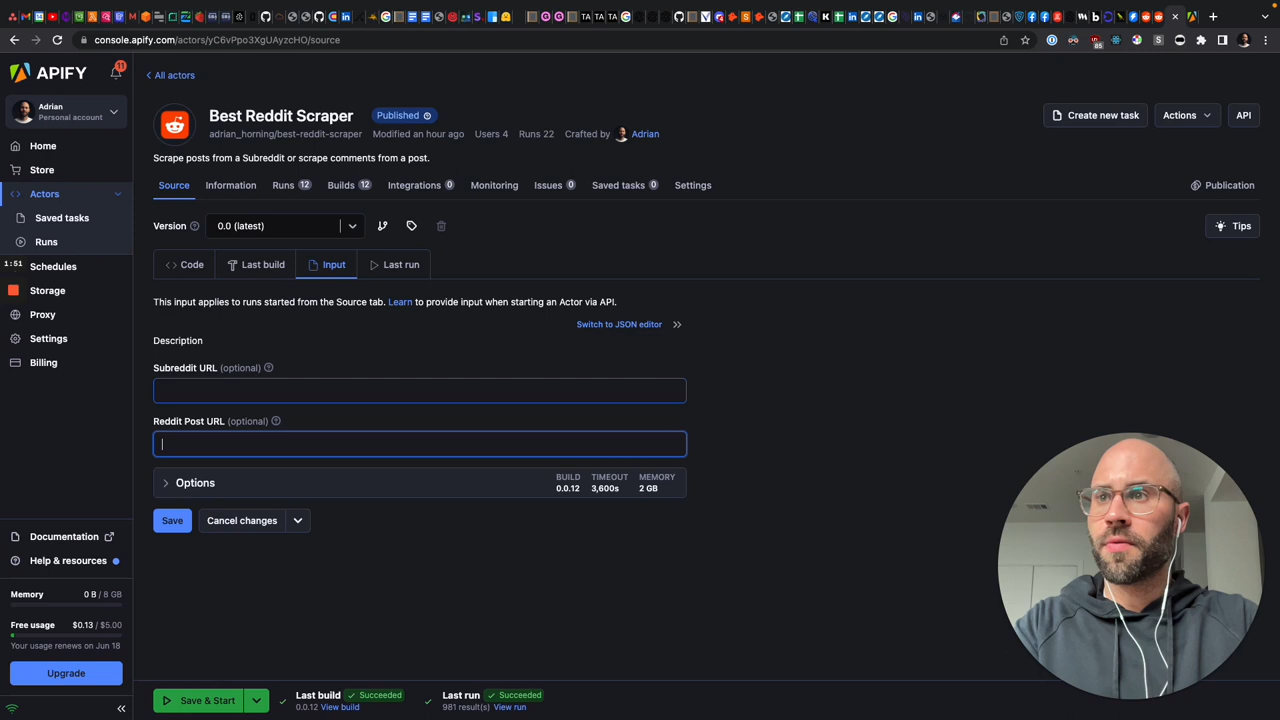 console.apify.com/actors/yC6vPpo3XgUAyzcHO/source
85
APIFY
11
Adrian
Personal account
Home
Store
Actors
Saved tasks
Runs
1:51
Schedules
Storage
Proxy
Settings
Billing
Documentation
Help & resources
Memory 0 B / 8 GB
Free usage $0.13 / $5.00
Your usage renews on Jun 18
Upgrade
All actors
Best Reddit Scraper Published
adrian_horning/best-reddit-scraper Modified an hour ago Users 4 Runs 22 Crafted by Adrian
Create new task Actions API
Scrape posts from a Subreddit or scrape comments from a post.
Source Information Runs 12 Builds 12 Integrations 0 Monitoring Issues 0 Saved tasks 0 Settings Publication
Version 0.0 (latest) Tips
Code Last build Input Last run
This input applies to runs started from the Source tab. Learn to provide input when starting an Actor via API.
Switch to JSON editor
Description
Subreddit URL (optional)
Reddit Post URL (optional)
Options
BUILD TIMEOUT MEMORY
0.0.12 3,600s 2 GB
Save Cancel changes
Save & Start
Last build Succeeded
0.0.12 View build
Last run Succeeded
981 result(s) View run